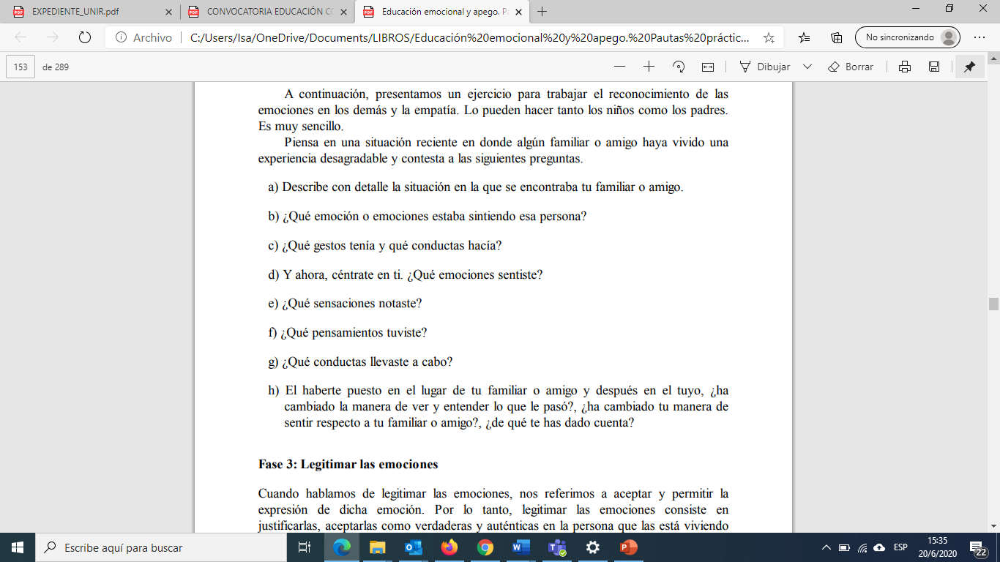 EXPEDIENTE_UNIR.pdf
CONVOCATORIA EDUCACIÓN CO
Educación emocional y apego. Pa
Archivo
C:/Users/Isa/OneDrive/Documents/LIBROS/Educación%20emocional%20y%20apego.%20Pautas%20práctic...
No sincronizando
153 de 289
Dibujar
Borrar
A continuación, presentamos un ejercicio para trabajar el reconocimiento de las
emociones en los demás y la empatía. Lo pueden hacer tanto los niños como los padres.
Es muy sencillo.
Piensa en una situación reciente en donde algún familiar o amigo haya vivido una
experiencia desagradable y contesta a las siguientes preguntas.
a) Describe con detalle la situación en la que se encontraba tu familiar o amigo.
b) ¿Qué emoción o emociones estaba sintiendo esa persona?
c) ¿Qué gestos tenía y qué conductas hacía?
d) Y ahora, céntrate en ti. ¿Qué emociones sentiste?
e) ¿Qué sensaciones notaste?
f) ¿Qué pensamientos tuviste?
g) ¿Qué conductas llevaste a cabo?
h) El haberte puesto en el lugar de tu familiar o amigo y después en el tuyo, ¿ha
cambiado la manera de ver y entender lo que le pasó?, ¿ha cambiado tu manera de
sentir respecto a tu familiar o amigo?, ¿de qué te has dado cuenta?
Fase 3: Legitimar las emociones
Cuando hablamos de legitimar las emociones, nos referimos a aceptar y permitir la
expresión de dicha emoción. Por lo tanto, legitimar las emociones consiste en
justificarlas, aceptarlas como verdaderas y auténticas en la persona que las está viviendo
Escribe aquí para buscar
ESP
15:35
20/6/2020
22